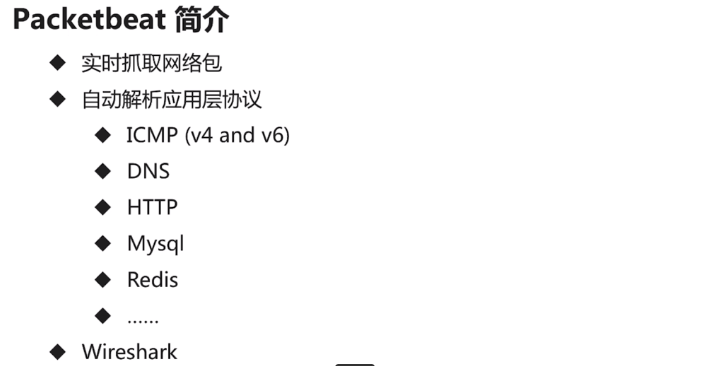 Packetbeat 简介
◆ 实时抓取网络包
◆ 自动解析应用层协议
◆ ICMP (v4 and v6)
◆ DNS
◆ HTTP
◆ Mysql
◆ Redis
◆ ......
◆ Wireshark